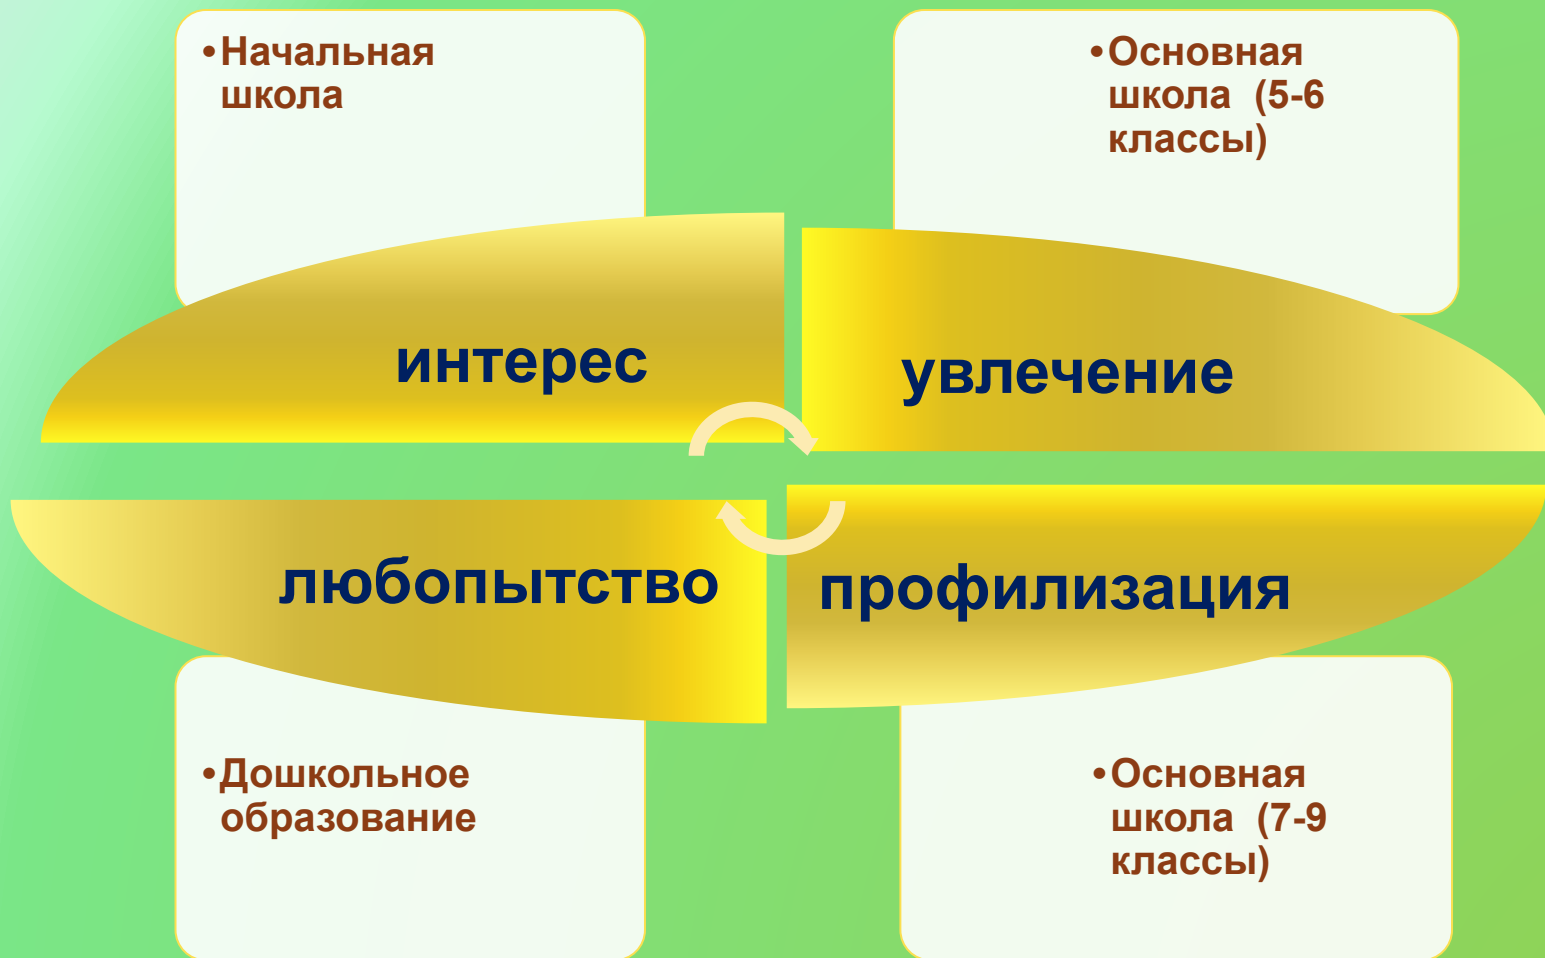 •Начальная
школа
•Основная
школа (5-6
классы)
интерес
увлечение
любопытство
профилизация
•Дошкольное
образование
•Основная
школа (7-9
классы)